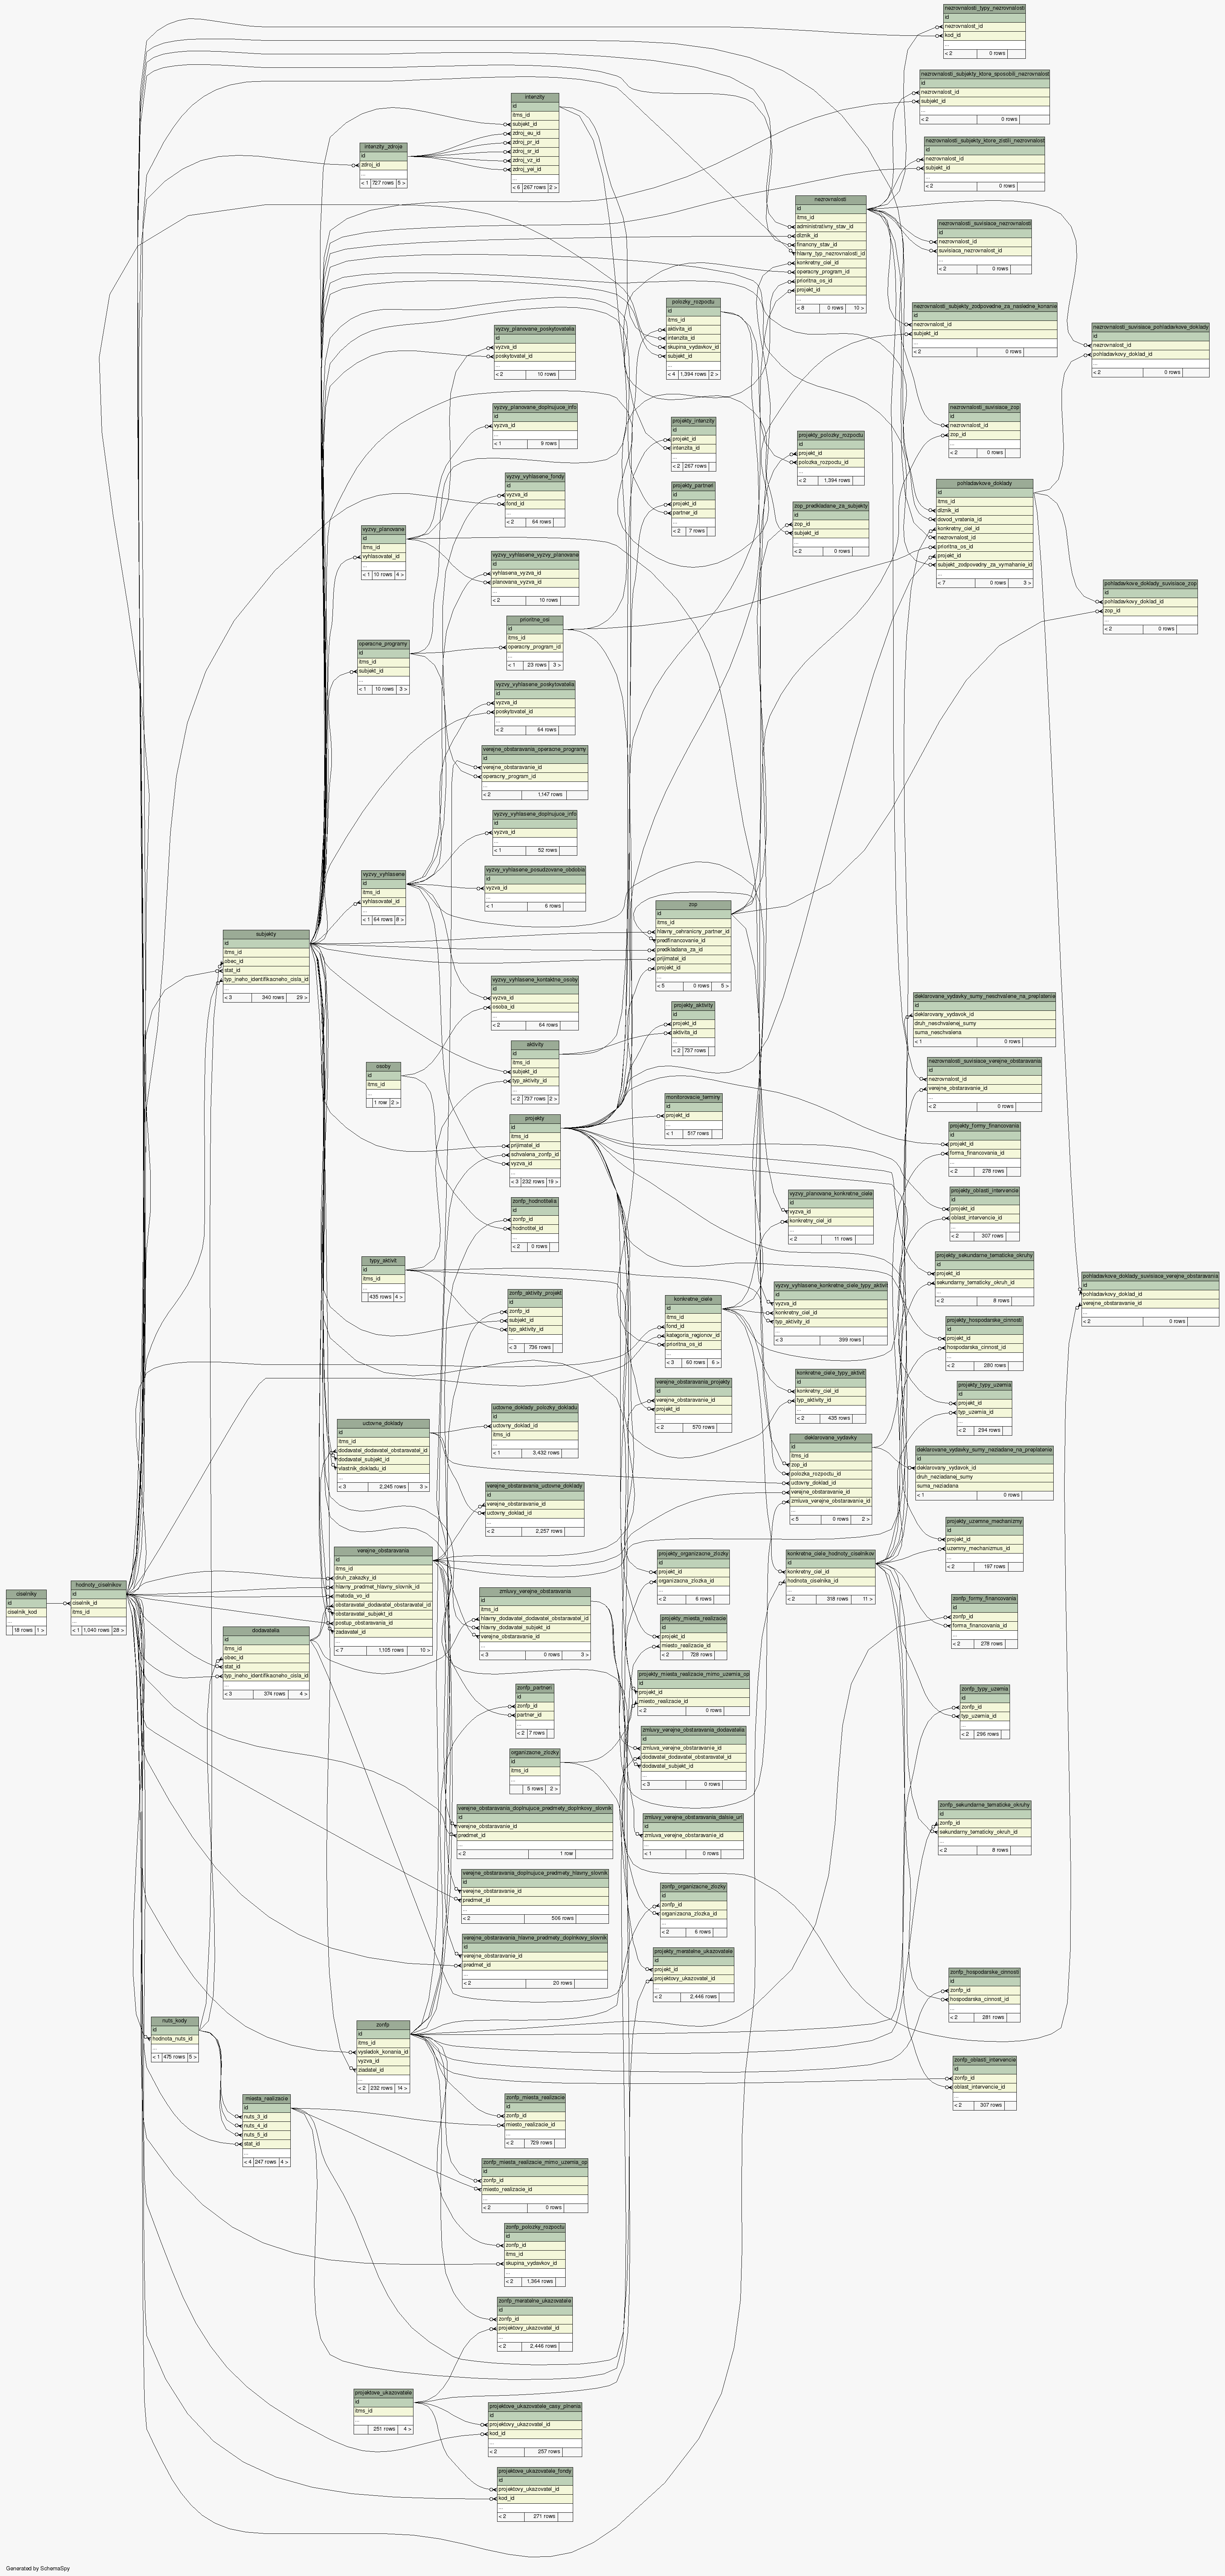 ciselniky
id
ciselnik_kod
...
18 rows 1 >
hodnoty_ciselnikov
id
ciselnik_id
itms_id
...
< 1 1,040 rows 28 >
nuts_kody
id
hodnota_nuts_id
...
< 1 475 rows 5 >
subjekty
id
itms_id
obec_id
stat_id
typ_ineho_identifikacneho_cisla_id
...
< 3 340 rows 29 >
dodavatelia
id
itms_id
obec_id
stat_id
typ_ineho_identifikacneho_cisla_id
...
< 3 374 rows 4 >
miesta_realizacie
id
nuts_3_id
nuts_4_id
nuts_5_id
stat_id
...
< 4 247 rows 4 >
intenzity_zdroje
id
zdroj_id
...
< 1 727 rows 5 >
vyzvy_planovane
id
itms_id
vyhlasovatel_id
...
< 1 10 rows 4 >
operacne_programy
id
itms_id
subjekt_id
...
< 1 10 rows 3 >
vyzvy_vyhlasene
id
itms_id
vyhlasovatel_id
...
< 1 64 rows 8 >
osoby
id
itms_id
...
1 row 2 >
typy_aktivit
id
itms_id
...
435 rows 4 >
uctovne_doklady
id
itms_id
dodavatel_dodavatel_obstaravatel_id
dodavatel_subjekt_id
vlastnik_dokladu_id
...
< 3 2,245 rows 3 >
verejne_obstaravania
id
itms_id
druh_zakazky_id
hlavny_predmet_hlavny_slovnik_id
metoda_vo_id
obstaravatel_dodavatel_obstaravatel_id
obstaravatel_subjekt_id
postup_obstaravania_id
zadavatel_id
...
< 7 1,105 rows 10 >
zonfp
id
itms_id
vysledok_konania_id
vyzva_id
ziadatel_id
...
< 2 232 rows 14 >
projektove_ukazovatele
id
itms_id
...
251 rows 4 >
intenzity
id
itms_id
subjekt_id
zdroj_eu_id
zdroj_pr_id
zdroj_sr_id
zdroj_vz_id
zdroj_yei_id
...
< 6 267 rows 2 >
vyzvy_planovane_poskytovatelia
id
vyzva_id
poskytovatel_id
...
< 2 10 rows
vyzvy_planovane_doplnujuce_info
id
vyzva_id
...
< 1 9 rows
vyzvy_vyhlasene_fondy
id
vyzva_id
fond_id
...
< 2 64 rows
vyzvy_vyhlasene_vyzvy_planovane
id
vyhlasena_vyzva_id
planovana_vyzva_id
...
< 2 10 rows
prioritne_osi
id
itms_id
operacny_program_id
...
< 1 23 rows 3 >
vyzvy_vyhlasene_poskytovatelia
id
vyzva_id
poskytovatel_id
...
< 2 64 rows
verejne_obstaravania_operacne_programy
id
verejne_obstaravanie_id
operacny_program_id
...
< 2 1,147 rows
vyzvy_vyhlasene_doplnujuce_info
id
vyzva_id
...
< 1 52 rows
vyzvy_vyhlasene_posudzovane_obdobia
id
vyzva_id
...
< 1 6 rows
vyzvy_vyhlasene_kontaktne_osoby
id
vyzva_id
osoba_id
...
< 2 64 rows
aktivity
id
itms_id
subjekt_id
typ_aktivity_id
...
< 2 737 rows 2 >
projekty
id
itms_id
prijimatel_id
schvalena_zonfp_id
vyzva_id
...
< 3 232 rows 19 >
zonfp_hodnotitelia
id
zonfp_id
hodnotitel_id
...
< 2 0 rows
zonfp_aktivity_projekt
id
zonfp_id
subjekt_id
typ_aktivity_id
...
< 3 736 rows
uctovne_doklady_polozky_dokladu
id
uctovny_doklad_id
itms_id
...
< 1 3,432 rows
verejne_obstaravania_uctovne_doklady
id
verejne_obstaravanie_id
uctovny_doklad_id
...
< 2 2,257 rows
zmluvy_verejne_obstaravania
id
itms_id
hlavny_dodavatel_dodavatel_obstaravatel_id
hlavny_dodavatel_subjekt_id
verejne_obstaravanie_id
...
< 3 0 rows 3 >
zonfp_partneri
id
zonfp_id
partner_id
...
< 2 7 rows
organizacne_zlozky
id
itms_id
...
5 rows 2 >
verejne_obstaravania_doplnujuce_predmety_doplnkovy_slovnik
id
verejne_obstaravanie_id
predmet_id
...
< 2 1 row
verejne_obstaravania_doplnujuce_predmety_hlavny_slovnik
id
verejne_obstaravanie_id
predmet_id
...
< 2 506 rows
verejne_obstaravania_hlavne_predmety_doplnkovy_slovnik
id
verejne_obstaravanie_id
predmet_id
...
< 2 20 rows
zonfp_miesta_realizacie
id
zonfp_id
miesto_realizacie_id
...
< 2 729 rows
zonfp_miesta_realizacie_mimo_uzemia_op
id
zonfp_id
miesto_realizacie_id
...
< 2 0 rows
zonfp_polozky_rozpoctu
id
zonfp_id
itms_id
skupina_vydavkov_id
...
< 2 1,364 rows
zonfp_meratelne_ukazovatele
id
zonfp_id
projektovy_ukazovatel_id
...
< 2 2,446 rows
projektove_ukazovatele_casy_plnenia
id
projektovy_ukazovatel_id
kod_id
...
< 2 257 rows
projektove_ukazovatele_fondy
id
projektovy_ukazovatel_id
kod_id
...
< 2 271 rows
polozky_rozpoctu
id
itms_id
aktivita_id
intenzita_id
skupina_vydavkov_id
subjekt_id
...
< 4 1,394 rows 2 >
projekty_intenzity
id
projekt_id
intenzita_id
...
< 2 267 rows
projekty_partneri
id
projekt_id
partner_id
...
< 2 7 rows
zop
id
itms_id
hlavny_cehranicny_partner_id
predfinancovanie_id
predkladana_za_id
prijimatel_id
projekt_id
...
< 5 0 rows 5 >
projekty_aktivity
id
projekt_id
aktivita_id
...
< 2 737 rows
monitorovacie_terminy
id
projekt_id
...
< 1 517 rows
konkretne_ciele
id
itms_id
fond_id
kategoria_regionov_id
prioritna_os_id
...
< 3 60 rows 6 >
verejne_obstaravania_projekty
id
verejne_obstaravanie_id
projekt_id
...
< 2 570 rows
projekty_organizacne_zlozky
id
projekt_id
organizacna_zlozka_id
...
< 2 6 rows
projekty_miesta_realizacie
id
projekt_id
miesto_realizacie_id
...
< 2 728 rows
projekty_miesta_realizacie_mimo_uzemia_op
id
projekt_id
miesto_realizacie_id
...
< 2 0 rows
zmluvy_verejne_obstaravania_dodavatelia
id
zmluva_verejne_obstaravanie_id
dodavatel_dodavatel_obstaravatel_id
dodavatel_subjekt_id
...
< 3 0 rows
zmluvy_verejne_obstaravania_dalsie_url
id
zmluva_verejne_obstaravanie_id
...
< 1 0 rows
zonfp_organizacne_zlozky
id
zonfp_id
organizacna_zlozka_id
...
< 2 6 rows
projekty_meratelne_ukazovatele
id
projekt_id
projektovy_ukazovatel_id
...
< 2 2,446 rows
nezrovnalosti
id
itms_id
administrativny_stav_id
dlznik_id
financny_stav_id
hlavny_typ_nezrovnalosti_id
konkretny_ciel_id
operacny_program_id
prioritna_os_id
projekt_id
...
< 8 0 rows 10 >
projekty_polozky_rozpoctu
id
projekt_id
polozka_rozpoctu_id
...
< 2 1,394 rows
zop_predkladane_za_subjekty
id
zop_id
subjekt_id
...
< 2 0 rows
vyzvy_planovane_konkretne_ciele
id
vyzva_id
konkretny_ciel_id
...
< 2 11 rows
vyzvy_vyhlasene_konkretne_ciele_typy_aktivit
id
vyzva_id
konkretny_ciel_id
typ_aktivity_id
...
< 3 399 rows
konkretne_ciele_typy_aktivit
id
konkretny_ciel_id
typ_aktivity_id
...
< 2 435 rows
deklarovane_vydavky
id
itms_id
zop_id
polozka_rozpoctu_id
uctovny_doklad_id
verejne_obstaravanie_id
zmluva_verejne_obstaravanie_id
...
< 5 0 rows 2 >
konkretne_ciele_hodnoty_ciselnikov
id
konkretny_ciel_id
hodnota_ciselnika_id
...
< 2 318 rows 11 >
nezrovnalosti_typy_nezrovnalosti
id
nezrovnalost_id
kod_id
...
< 2 0 rows
nezrovnalosti_subjekty_ktore_sposobili_nezrovnalost
id
nezrovnalost_id
subjekt_id
...
< 2 0 rows
nezrovnalosti_subjekty_ktore_zistili_nezrovnalost
id
nezrovnalost_id
subjekt_id
...
< 2 0 rows
nezrovnalosti_suvisiace_nezrovnalosti
id
nezrovnalost_id
suvisiaca_nezrovnalost_id
...
< 2 0 rows
nezrovnalosti_subjekty_zodpovedne_za_nasledne_konanie
id
nezrovnalost_id
subjekt_id
...
< 2 0 rows
nezrovnalosti_suvisiace_zop
id
nezrovnalost_id
zop_id
...
< 2 0 rows
pohladavkove_doklady
id
itms_id
dlznik_id
dovod_vratenia_id
konkretny_ciel_id
nezrovnalost_id
prioritna_os_id
projekt_id
subjekt_zodpovedny_za_vymahanie_id
...
< 7 0 rows 3 >
deklarovane_vydavky_sumy_neschvalene_na_preplatenie
id
deklarovany_vydavok_id
druh_neschvalenej_sumy
suma_neschvalena
< 1 0 rows
nezrovnalosti_suvisiace_verejne_obstaravania
id
nezrovnalost_id
verejne_obstaravanie_id
...
< 2 0 rows
projekty_formy_financovania
id
projekt_id
forma_financovania_id
...
< 2 278 rows
projekty_oblasti_intervencie
id
projekt_id
oblast_intervencie_id
...
< 2 307 rows
projekty_sekundarne_tematicke_okruhy
id
projekt_id
sekundarny_tematicky_okruh_id
...
< 2 8 rows
projekty_hospodarske_cinnosti
id
projekt_id
hospodarska_cinnost_id
...
< 2 280 rows
projekty_typy_uzemia
id
projekt_id
typ_uzemia_id
...
< 2 294 rows
deklarovane_vydavky_sumy_neziadane_na_preplatenie
id
deklarovany_vydavok_id
druh_neziadanej_sumy
suma_neziadana
< 1 0 rows
projekty_uzemne_mechanizmy
id
projekt_id
uzemny_mechanizmus_id
...
< 2 197 rows
zonfp_formy_financovania
id
zonfp_id
forma_financovania_id
...
< 2 278 rows
zonfp_typy_uzemia
id
zonfp_id
typ_uzemia_id
...
< 2 296 rows
zonfp_sekundarne_tematicke_okruhy
id
zonfp_id
sekundarny_tematicky_okruh_id
...
< 2 8 rows
zonfp_hospodarske_cinnosti
id
zonfp_id
hospodarska_cinnost_id
...
< 2 281 rows
zonfp_oblasti_intervencie
id
zonfp_id
oblast_intervencie_id
...
< 2 307 rows
nezrovnalosti_suvisiace_pohladavkove_doklady
id
nezrovnalost_id
pohladavkovy_doklad_id
...
< 2 0 rows
pohladavkove_doklady_suvisiace_zop
id
pohladavkovy_doklad_id
zop_id
...
< 2 0 rows
pohladavkove_doklady_suvisiace_verejne_obstaravania
id
pohladavkovy_doklad_id
verejne_obstaravanie_id
...
< 2 0 rows
Generated by SchemaSpy